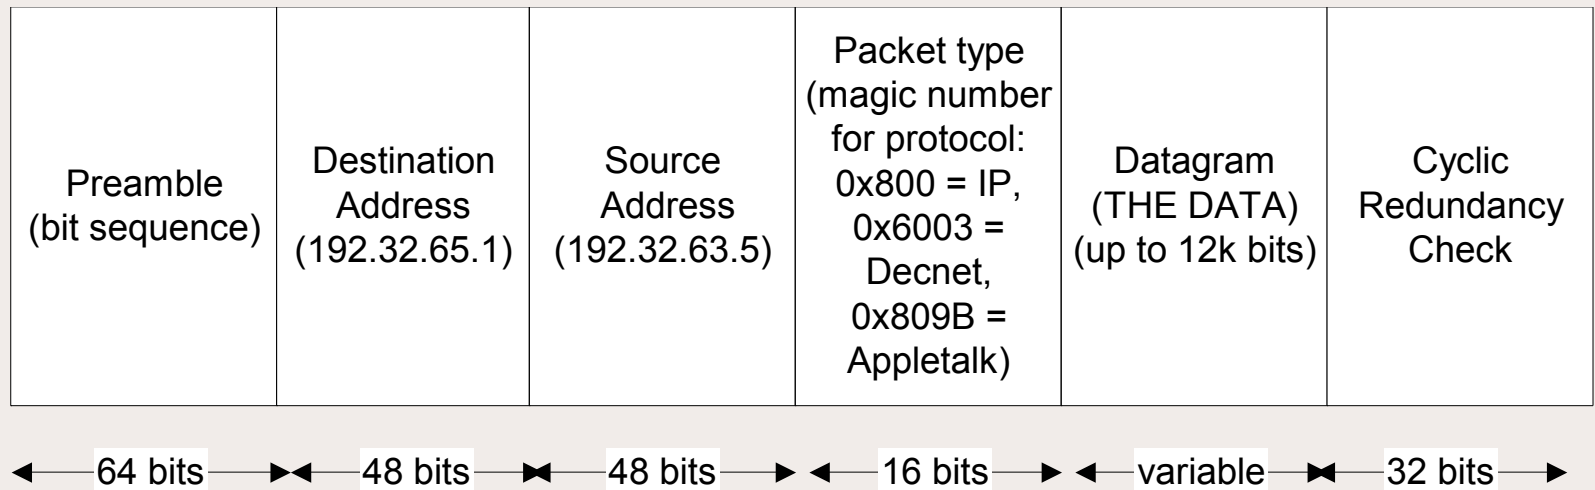 Preamble
(bit sequence)
Destination
Address
(192.32.65.1)
Source
Address
(192.32.63.5)
Packet type
(magic number
for protocol:
0x800 = IP,
0x6003 =
Decnet,
0x809B =
Appletalk)
Datagram
(THE DATA)
(up to 12k bits)
Cyclic
Redundancy
Check
64 bits
48 bits
48 bits
16 bits
variable
32 bits